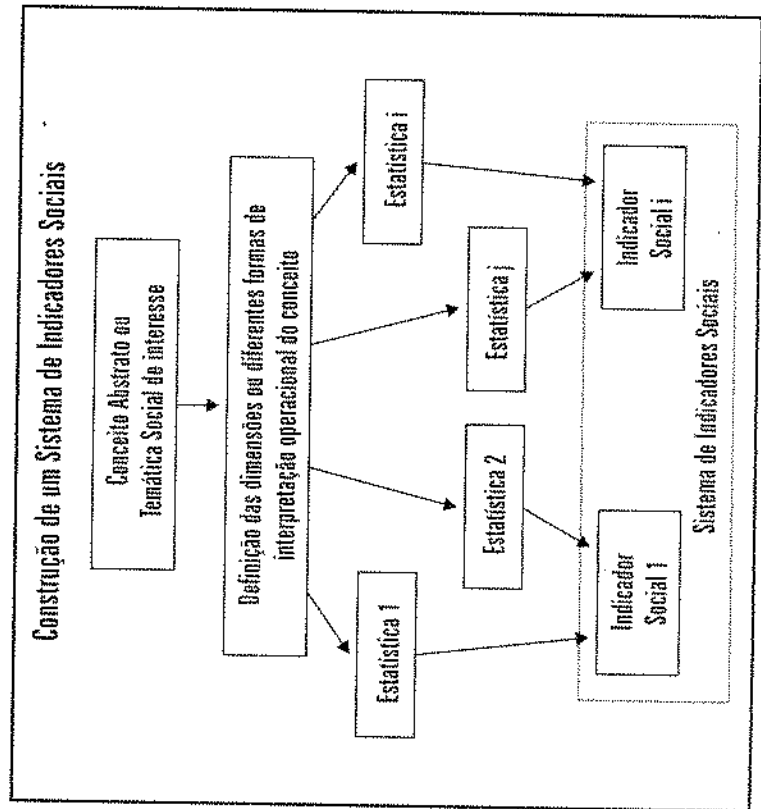 Construção de um Sistema de Indicadores Sociais
Conceito Abstrato ou
Temática Social de interesse
Definição das dimensões ou diferentes formas de
interpretação operacional do conceito
Estatística 1
Estatística 2
Estatística j
Estatística i
Indicador
Social 1
Indicador
Social i
Sistema de Indicadores Sociais